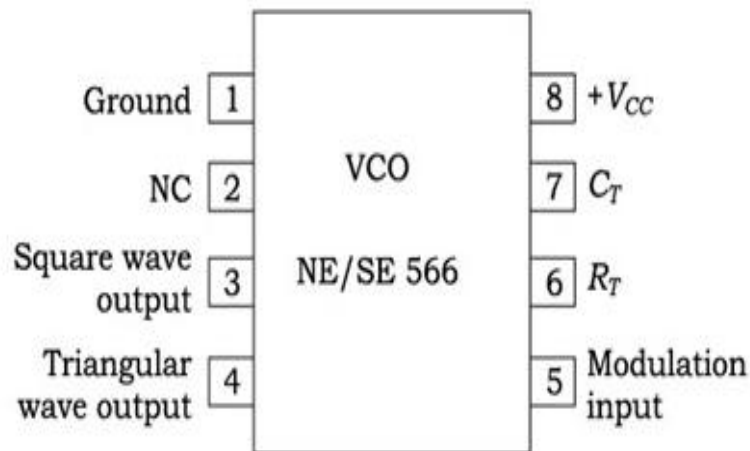 Ground 1
8 +V_CC
VCO
NC 2
7 C_T
Square wave
output
3
NE/SE 566
6 R_T
Triangular
wave output
4
5 Modulation
input